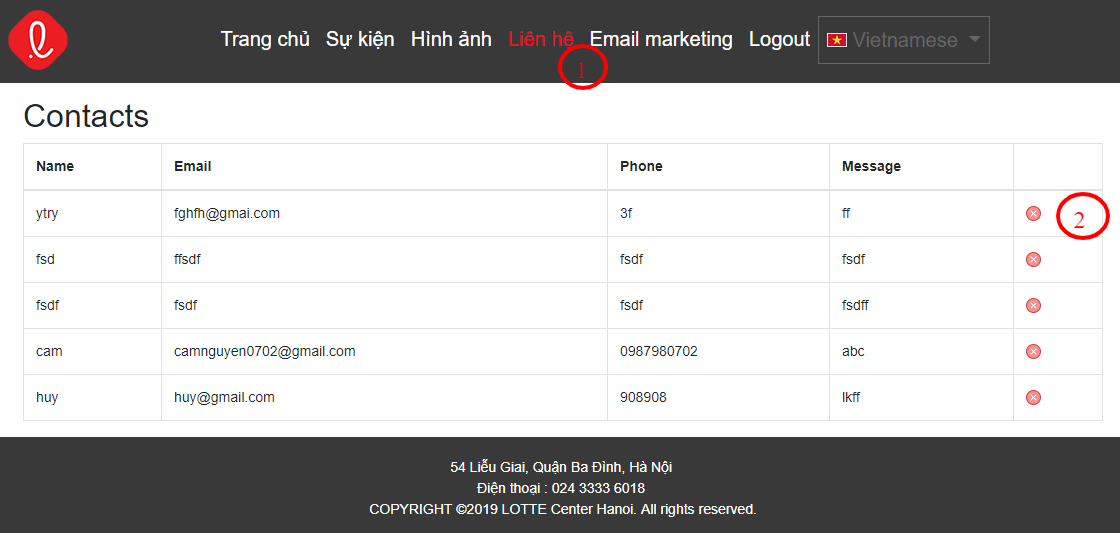 Trang chủ Sự kiện Hình ảnh Liên hệ Email marketing Logout Vietnamese
1
Contacts
Name Email Phone Message
ytry fghfh@gmai.com 3f ff
2
fsd ffsdf fsdf fsdf
fsdf fsdf fsdf fsdff
cam camnguyen0702@gmail.com 0987980702 abc
huy huy@gmail.com 908908 lkff
54 Liễu Giai, Quận Ba Đình, Hà Nội
Điện thoại : 024 3333 6018
COPYRIGHT ©2019 LOTTE Center Hanoi. All rights reserved.